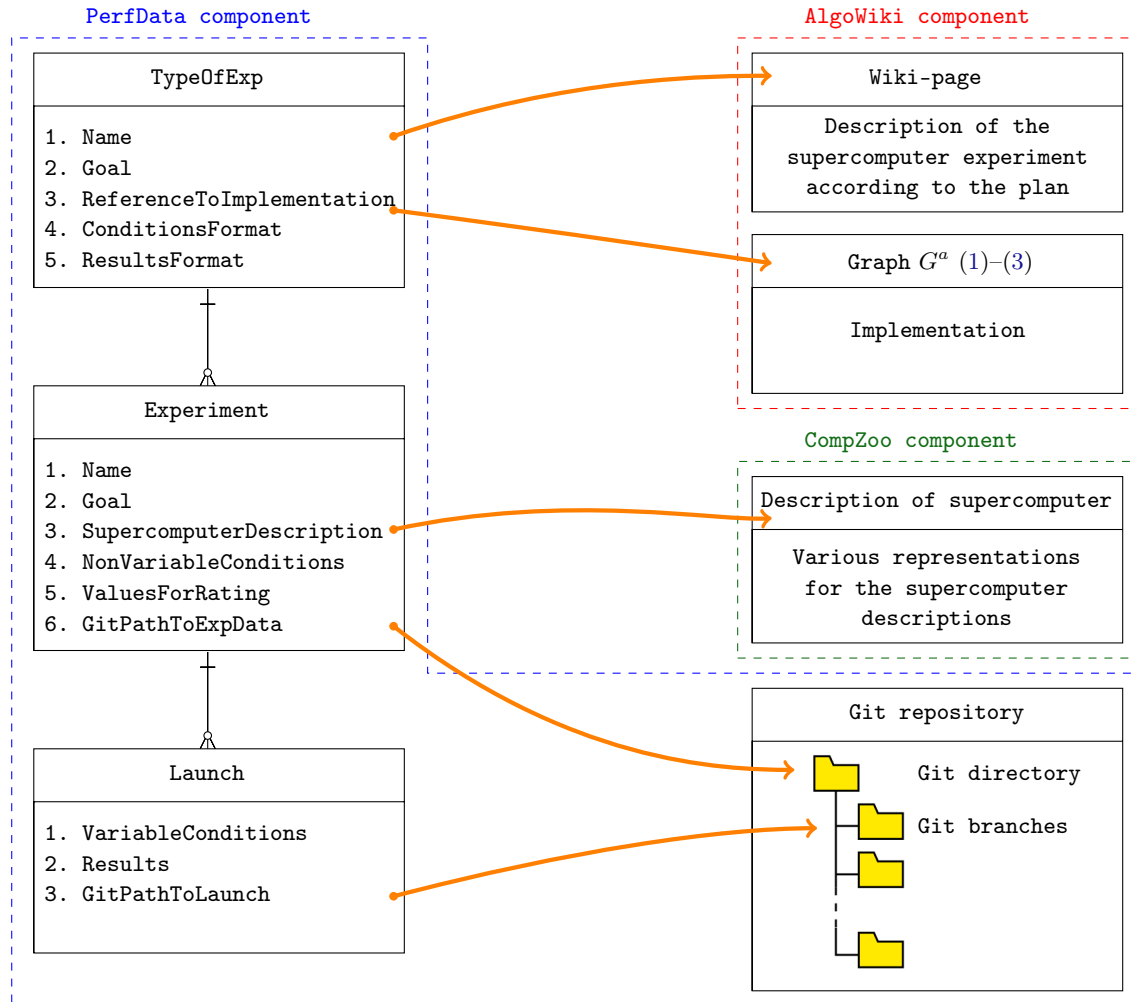 PerfData component
TypeOfExp
1. Name
2. Goal
3. ReferenceToImplementation
4. ConditionsFormat
5. ResultsFormat
Experiment
1. Name
2. Goal
3. SupercomputerDescription
4. NonVariableConditions
5. ValuesForRating
6. GitPathToExpData
Launch
1. VariableConditions
2. Results
3. GitPathToLaunch
AlgoWiki component
Wiki-page
Description of the
supercomputer experiment
according to the plan
Graph Gᵃ (1)–(3)
Implementation
CompZoo component
Description of supercomputer
Various representations
for the supercomputer
descriptions
Git repository
Git directory
Git branches